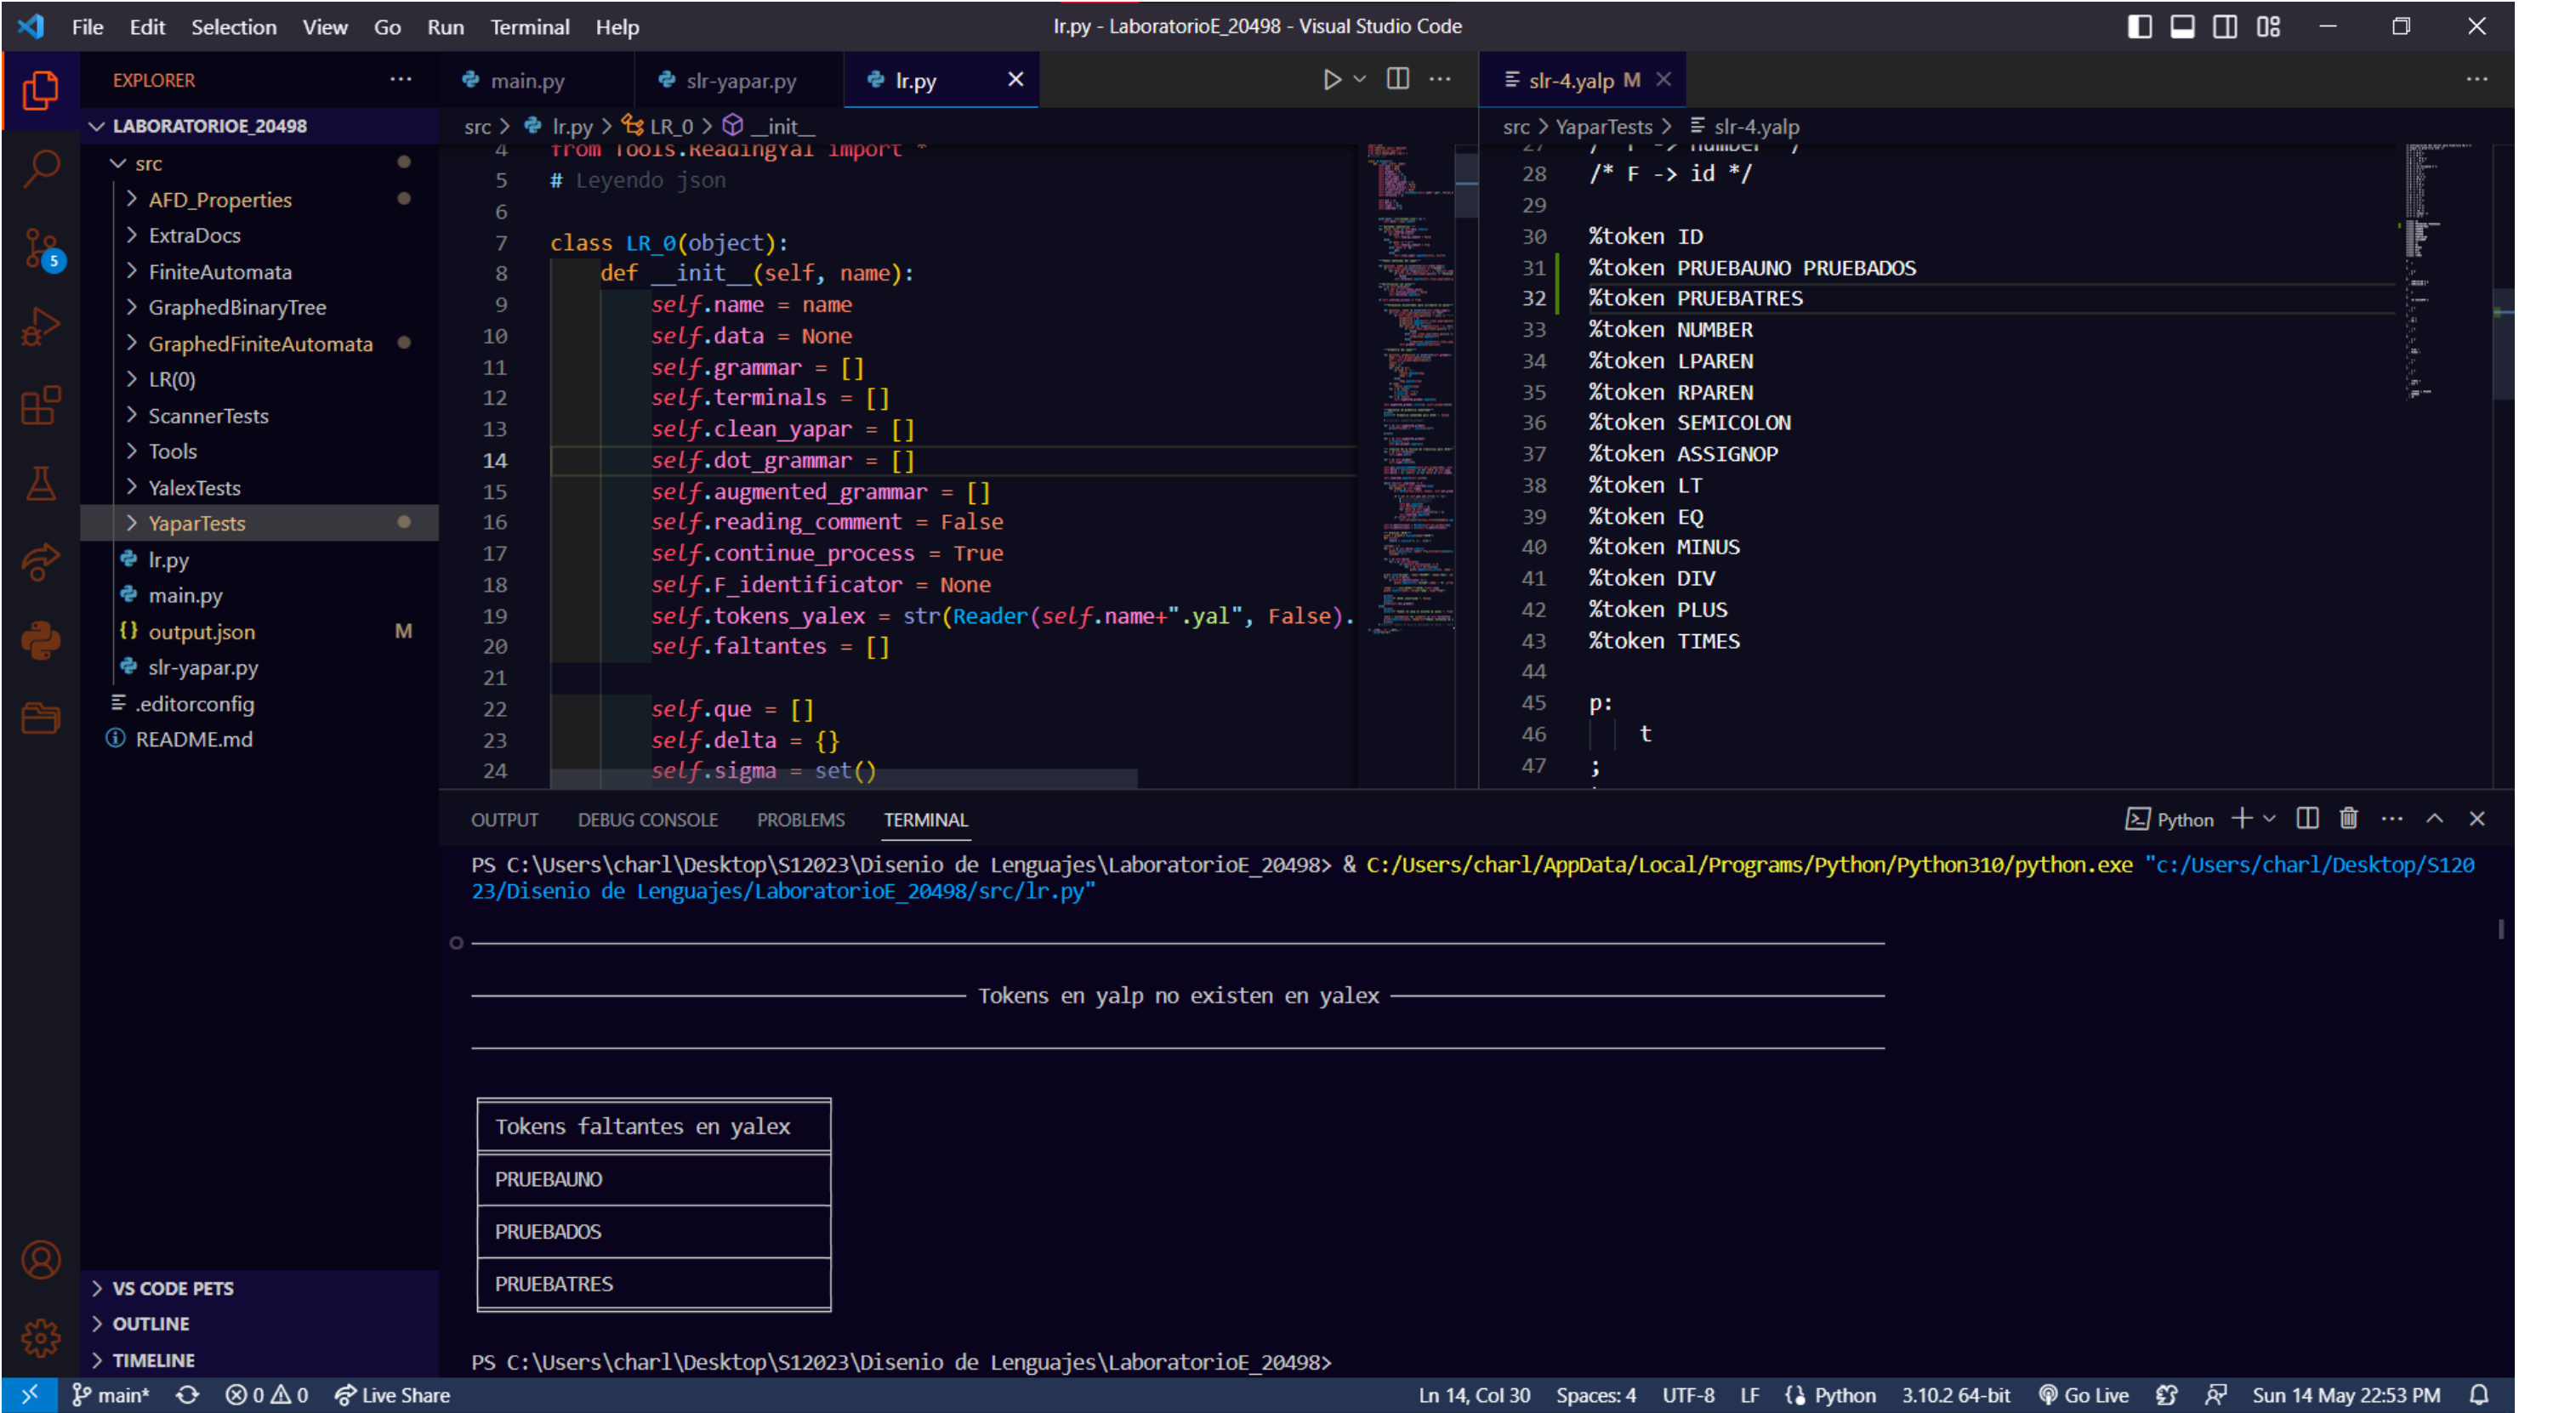 File Edit Selection View Go Run Terminal Help
lr.py - LaboratorioE_20498 - Visual Studio Code
EXPLORER
LABORATORIOE_20498
src
AFD_Properties
ExtraDocs
FiniteAutomata
GraphedBinaryTree
GraphedFiniteAutomata
LR(0)
ScannerTests
Tools
YalexTests
YaparTests
lr.py
main.py
output.json M
slr-yapar.py
.editorconfig
README.md
VS CODE PETS
OUTLINE
TIMELINE
5
main.py slr-yapar.py lr.py
src > lr.py > LR_0 > __init__
4 from Tools.ReadingYal import *
5 # Leyendo json
6
7 class LR_0(object):
8 def __init__(self, name):
9 self.name = name
10 self.data = None
11 self.grammar = []
12 self.terminals = []
13 self.clean_yapar = []
14 self.dot_grammar = []
15 self.augmented_grammar = []
16 self.reading_comment = False
17 self.continue_process = True
18 self.F_identificator = None
19 self.tokens_yalex = str(Reader(self.name+".yal", False).
20 self.faltantes = []
21
22 self.que = []
23 self.delta = {}
24 self.sigma = set()
slr-4.yalp M
src > YaparTests > slr-4.yalp
27 /* F -> number */
28 /* F -> id */
29
30 %token ID
31 %token PRUEBAUNO PRUEBADOS
32 %token PRUEBATRES
33 %token NUMBER
34 %token LPAREN
35 %token RPAREN
36 %token SEMICOLON
37 %token ASSIGNOP
38 %token LT
39 %token EQ
40 %token MINUS
41 %token DIV
42 %token PLUS
43 %token TIMES
44
45 p:
46 t
47 ;
OUTPUT DEBUG CONSOLE PROBLEMS TERMINAL
Python
PS C:\Users\charl\Desktop\S12023\Disenio de Lenguajes\LaboratorioE_20498> & C:/Users/charl/AppData/Local/Programs/Python/Python310/python.exe "c:/Users/charl/Desktop/S120
23/Disenio de Lenguajes/LaboratorioE_20498/src/lr.py"
Tokens en yalp no existen en yalex
Tokens faltantes en yalex
PRUEBAUNO
PRUEBADOS
PRUEBATRES
PS C:\Users\charl\Desktop\S12023\Disenio de Lenguajes\LaboratorioE_20498>
main* 0 0 Live Share
Ln 14, Col 30 Spaces: 4 UTF-8 LF Python 3.10.2 64-bit Go Live Sun 14 May 22:53 PM